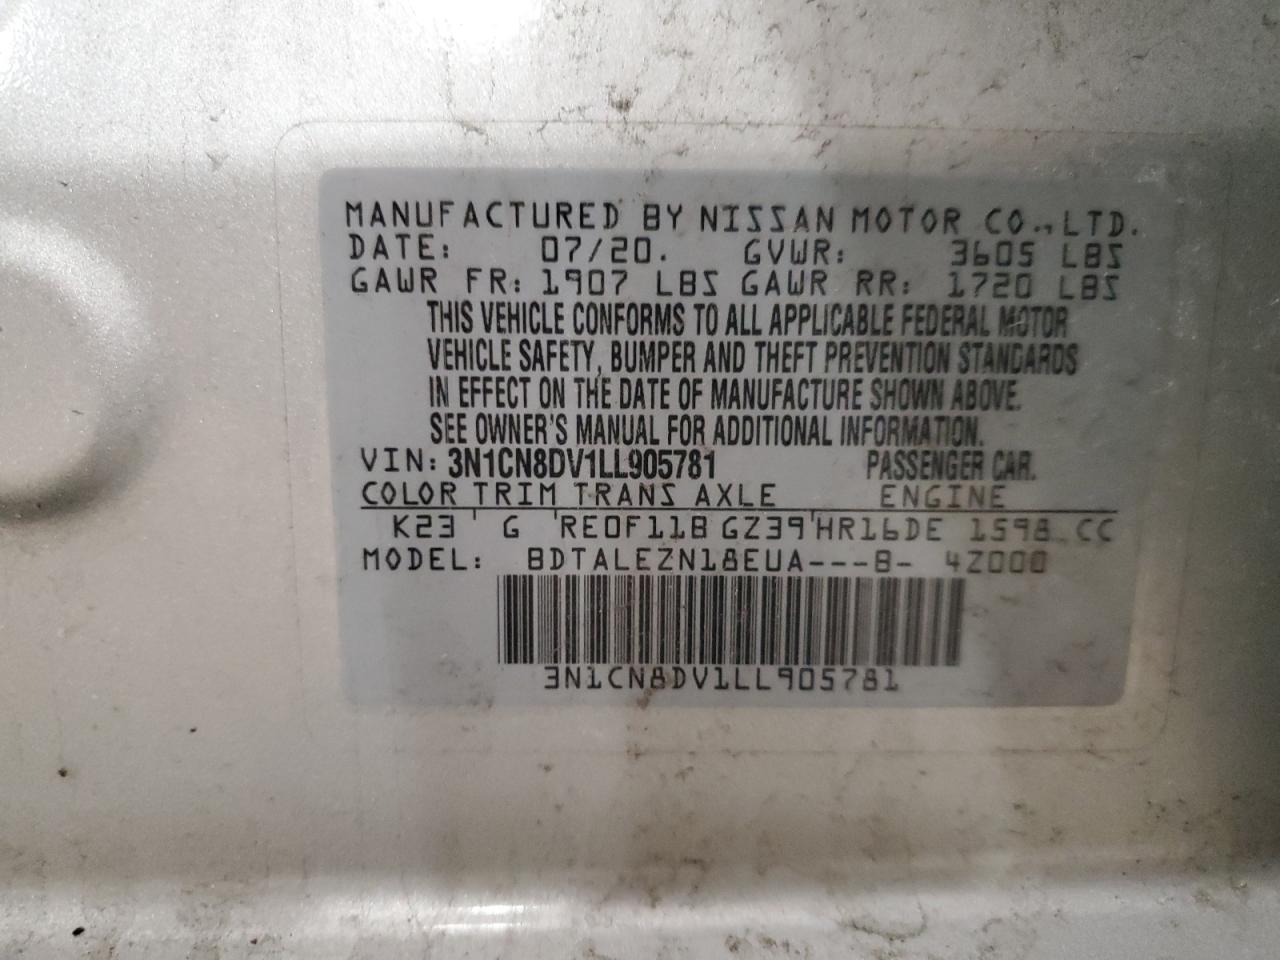 MANUFACTURED BY NISSAN MOTOR CO., LTD.
DATE: 07/20. GVWR: 3605 LBS
GAWR FR: 1907 LBS GAWR RR: 1720 LBS
THIS VEHICLE CONFORMS TO ALL APPLICABLE FEDERAL MOTOR
VEHICLE SAFETY, BUMPER AND THEFT PREVENTION STANDARDS
IN EFFECT ON THE DATE OF MANUFACTURE SHOWN ABOVE.
SEE OWNER'S MANUAL FOR ADDITIONAL INFORMATION.
VIN: 3N1CN8DV1LL905781 PASSENGER CAR.
COLOR TRIM TRANS AXLE ENGINE
K23 G RE0F11B GZ39 HR16DE 1598 CC
MODEL: BDTALEZN18EUA---B- 4Z000
3N1CN8DV1LL905781